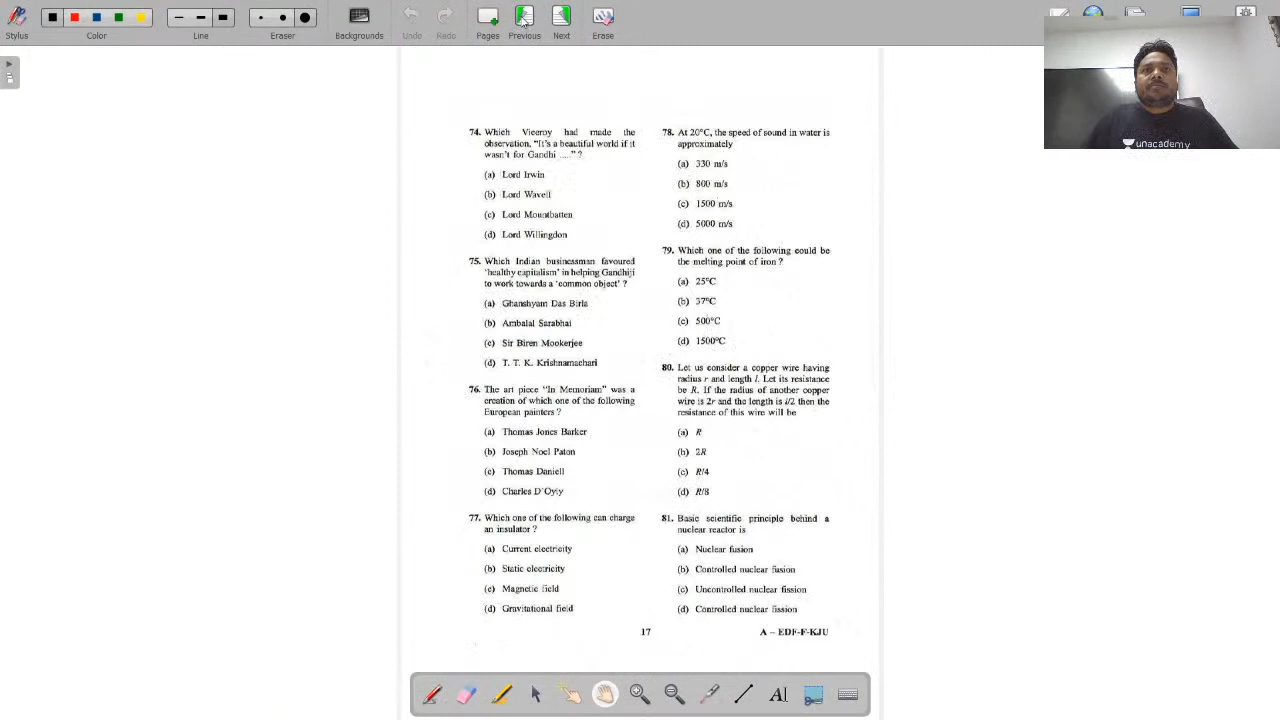 Stylus
Color
Line
Eraser
Backgrounds
Undo
Redo
Pages
Previous
Next
Erase
unacademy
74. Which Viceroy had made the
observation, "It's a beautiful world if it
wasn't for Gandhi ....." ?
(a) Lord Irwin
(b) Lord Wavell
(c) Lord Mountbatten
(d) Lord Willingdon
75. Which Indian businessman favoured
'healthy capitalism' in helping Gandhiji
to work towards a 'common object' ?
(a) Ghanshyam Das Birla
(b) Ambalal Sarabhai
(c) Sir Biren Mookerjee
(d) T. T. K. Krishnamachari
76. The art piece "In Memoriam" was a
creation of which one of the following
European painters ?
(a) Thomas Jones Barker
(b) Joseph Noel Paton
(c) Thomas Daniell
(d) Charles D'Oyly
77. Which one of the following can charge
an insulator ?
(a) Current electricity
(b) Static electricity
(c) Magnetic field
(d) Gravitational field
78. At 20°C, the speed of sound in water is
approximately
(a) 330 m/s
(b) 800 m/s
(c) 1500 m/s
(d) 5000 m/s
79. Which one of the following could be
the melting point of iron ?
(a) 25°C
(b) 37°C
(c) 500°C
(d) 1500°C
80. Let us consider a copper wire having
radius r and length l. Let its resistance
be R. If the radius of another copper
wire is 2r and the length is l/2 then the
resistance of this wire will be
(a) R
(b) 2R
(c) R/4
(d) R/8
81. Basic scientific principle behind a
nuclear reactor is
(a) Nuclear fusion
(b) Controlled nuclear fusion
(c) Uncontrolled nuclear fission
(d) Controlled nuclear fission
17
A – EDF-F-KJU